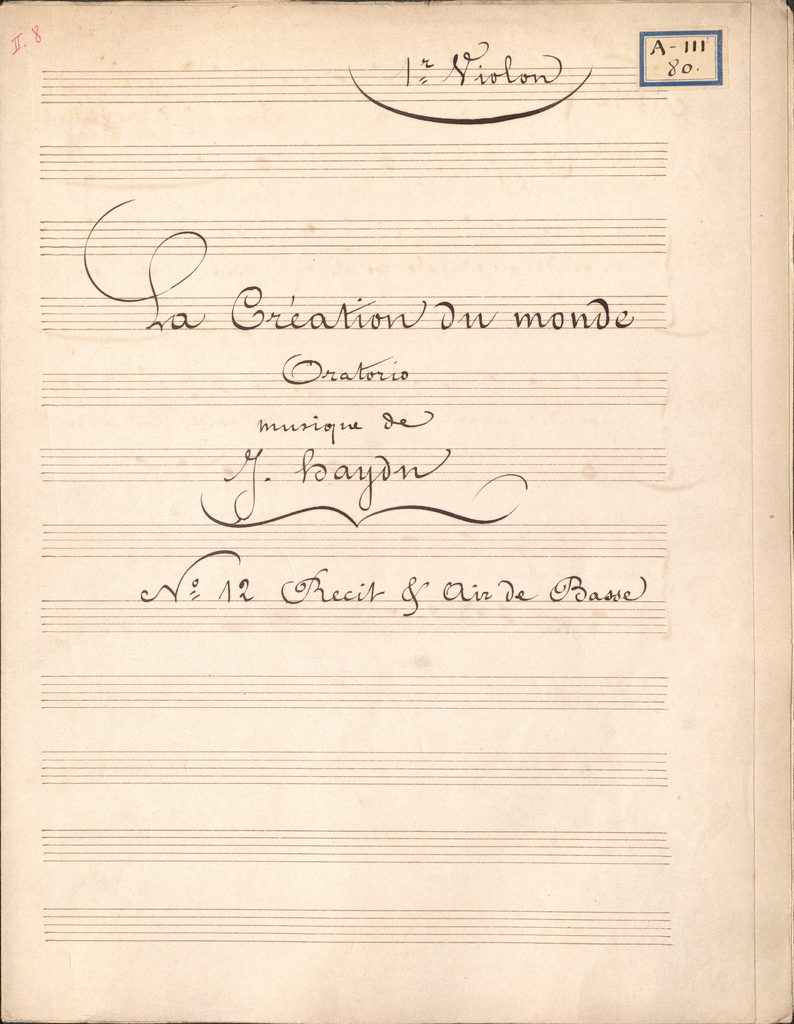 II. 8
1r Violon
A-III
80.
La Création du monde
Oratorio
musique de
J. Haydn
No 12 Recit & Air de Basse